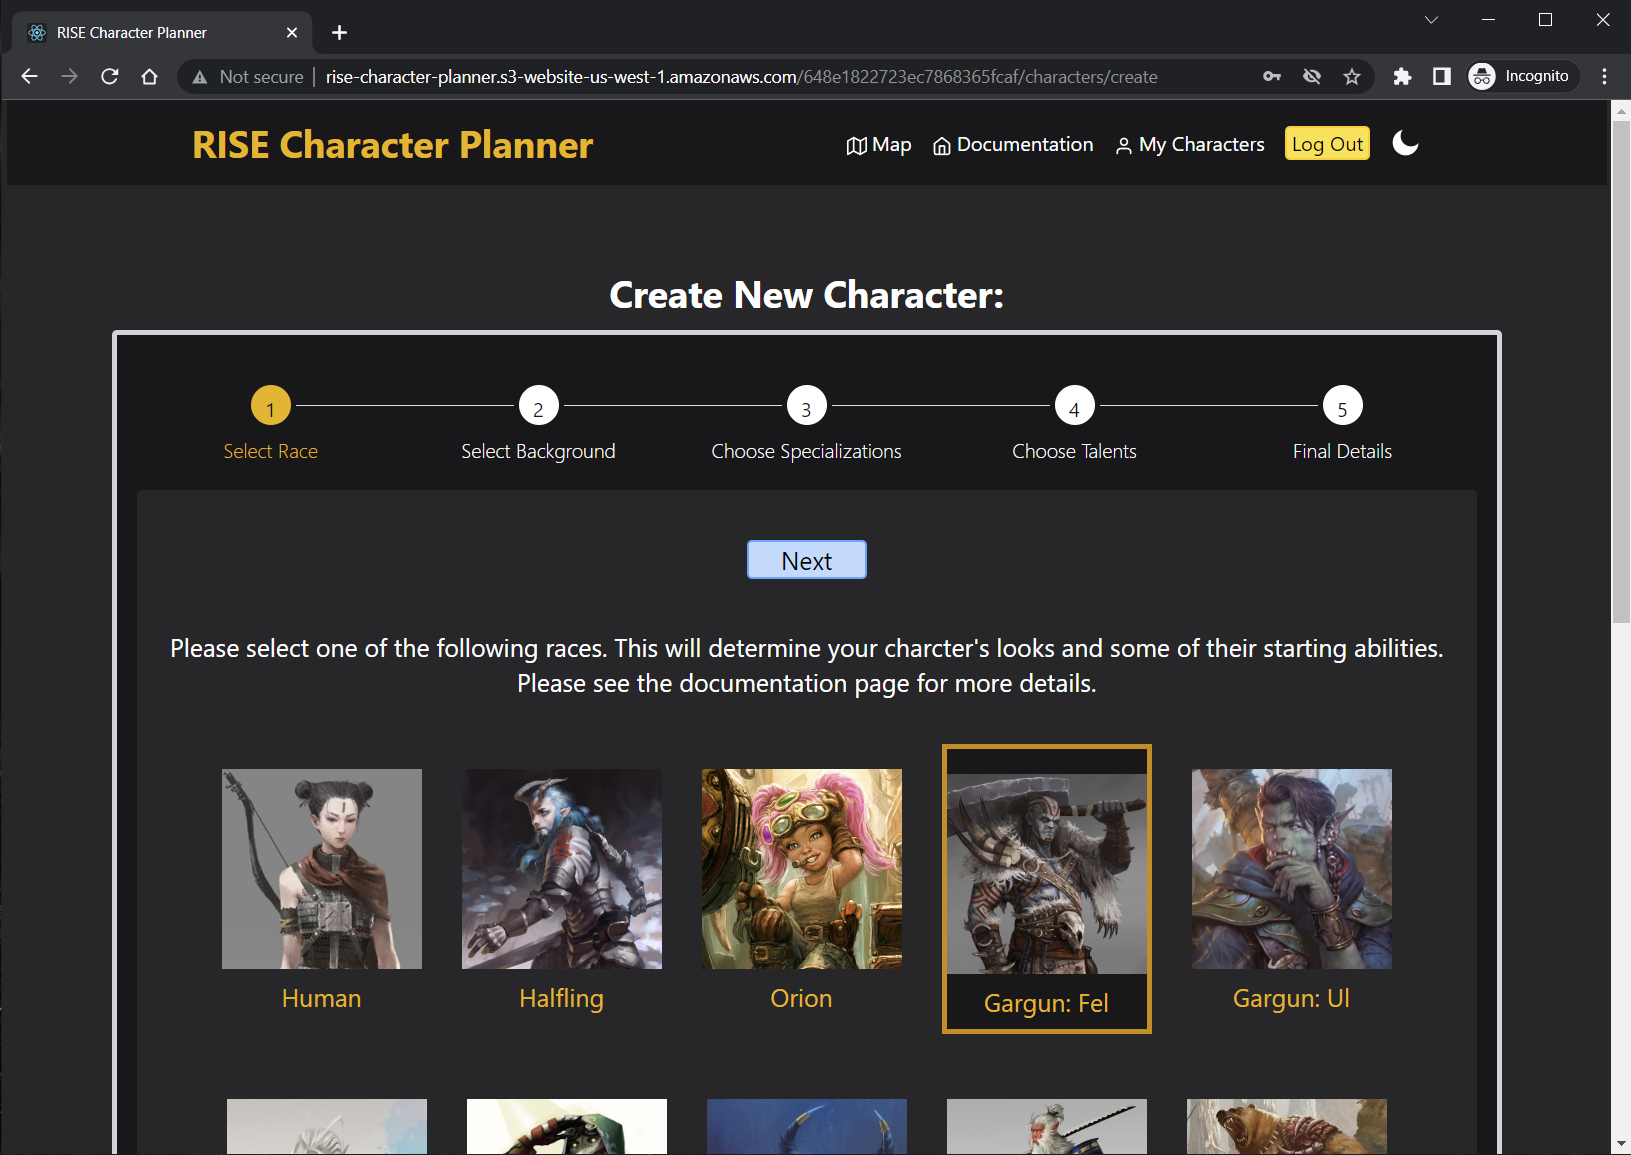 RISE Character Planner
Not secure
rise-character-planner.s3-website-us-west-1.amazonaws.com/648e1822723ec7868365fcaf/characters/create
Incognito
RISE Character Planner
Map
Documentation
My Characters
Log Out
Create New Character:
1
2
3
4
5
Select Race
Select Background
Choose Specializations
Choose Talents
Final Details
Next
Please select one of the following races. This will determine your charcter's looks and some of their starting abilities.
Please see the documentation page for more details.
Human
Halfling
Orion
Gargun: Fel
Gargun: Ul